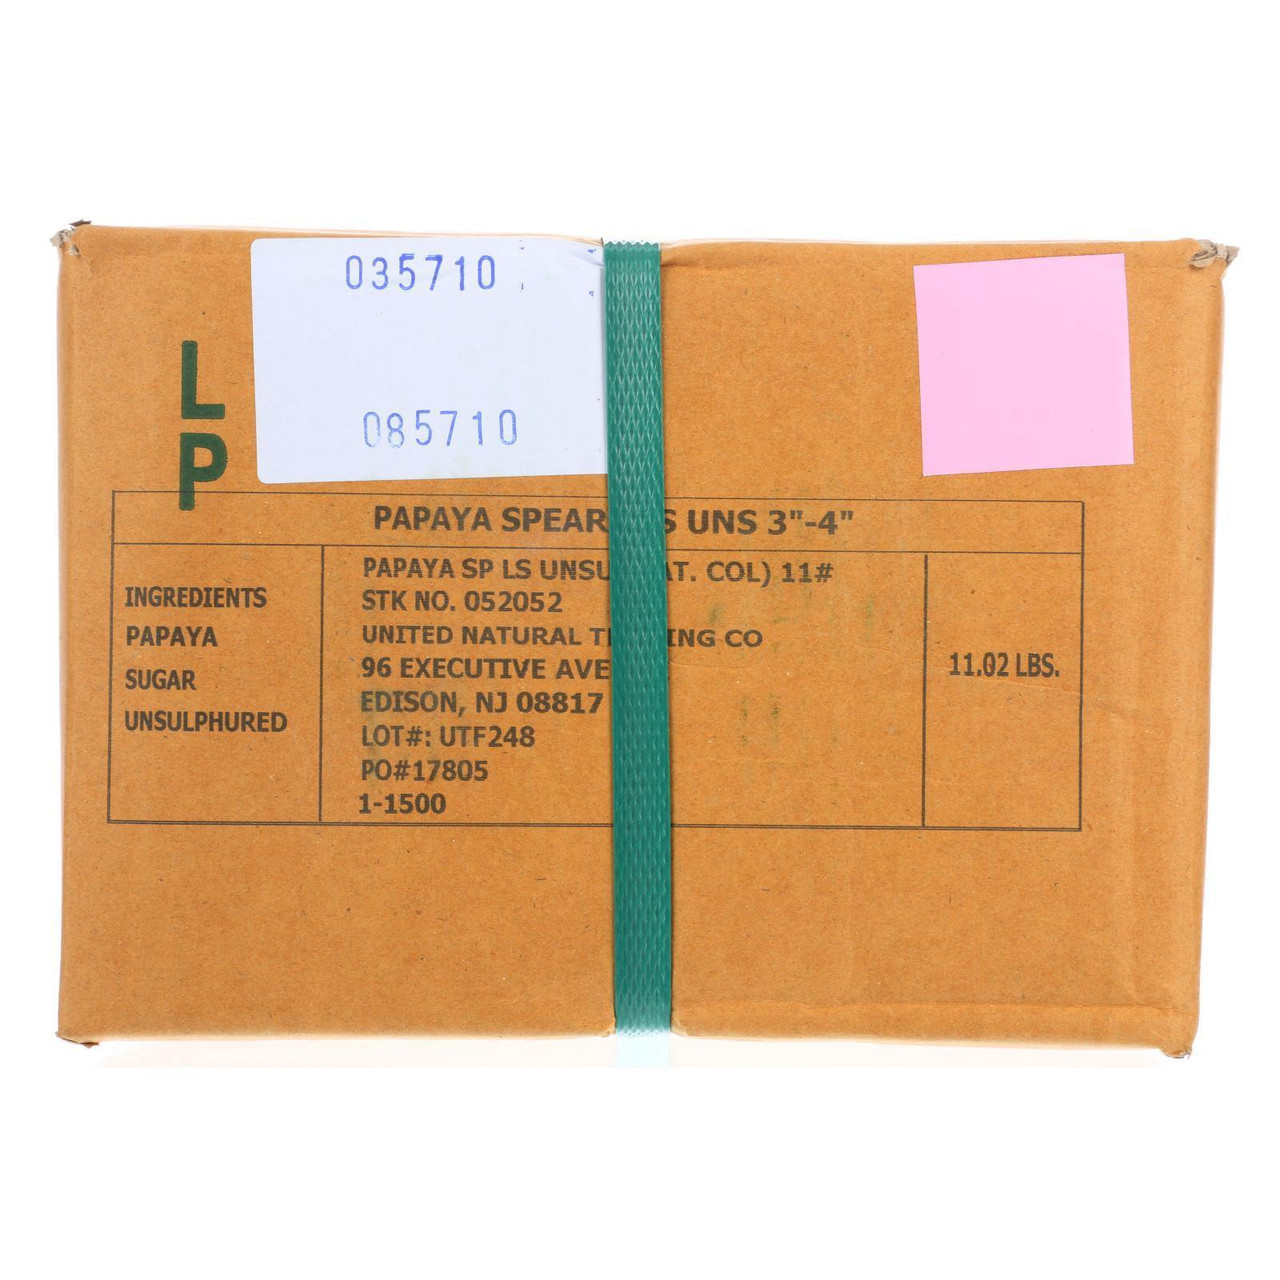 035710
085710
L
P
PAPAYA SPEAR S UNS 3"-4"
INGREDIENTS
PAPAYA
SUGAR
UNSULPHURED
PAPAYA SP LS UNSU AT. COL) 11#
STK NO. 052052
UNITED NATURAL T ING CO
96 EXECUTIVE AVE
EDISON, NJ 08817
LOT#: UTF248
PO#17805
1-1500
11.02 LBS.